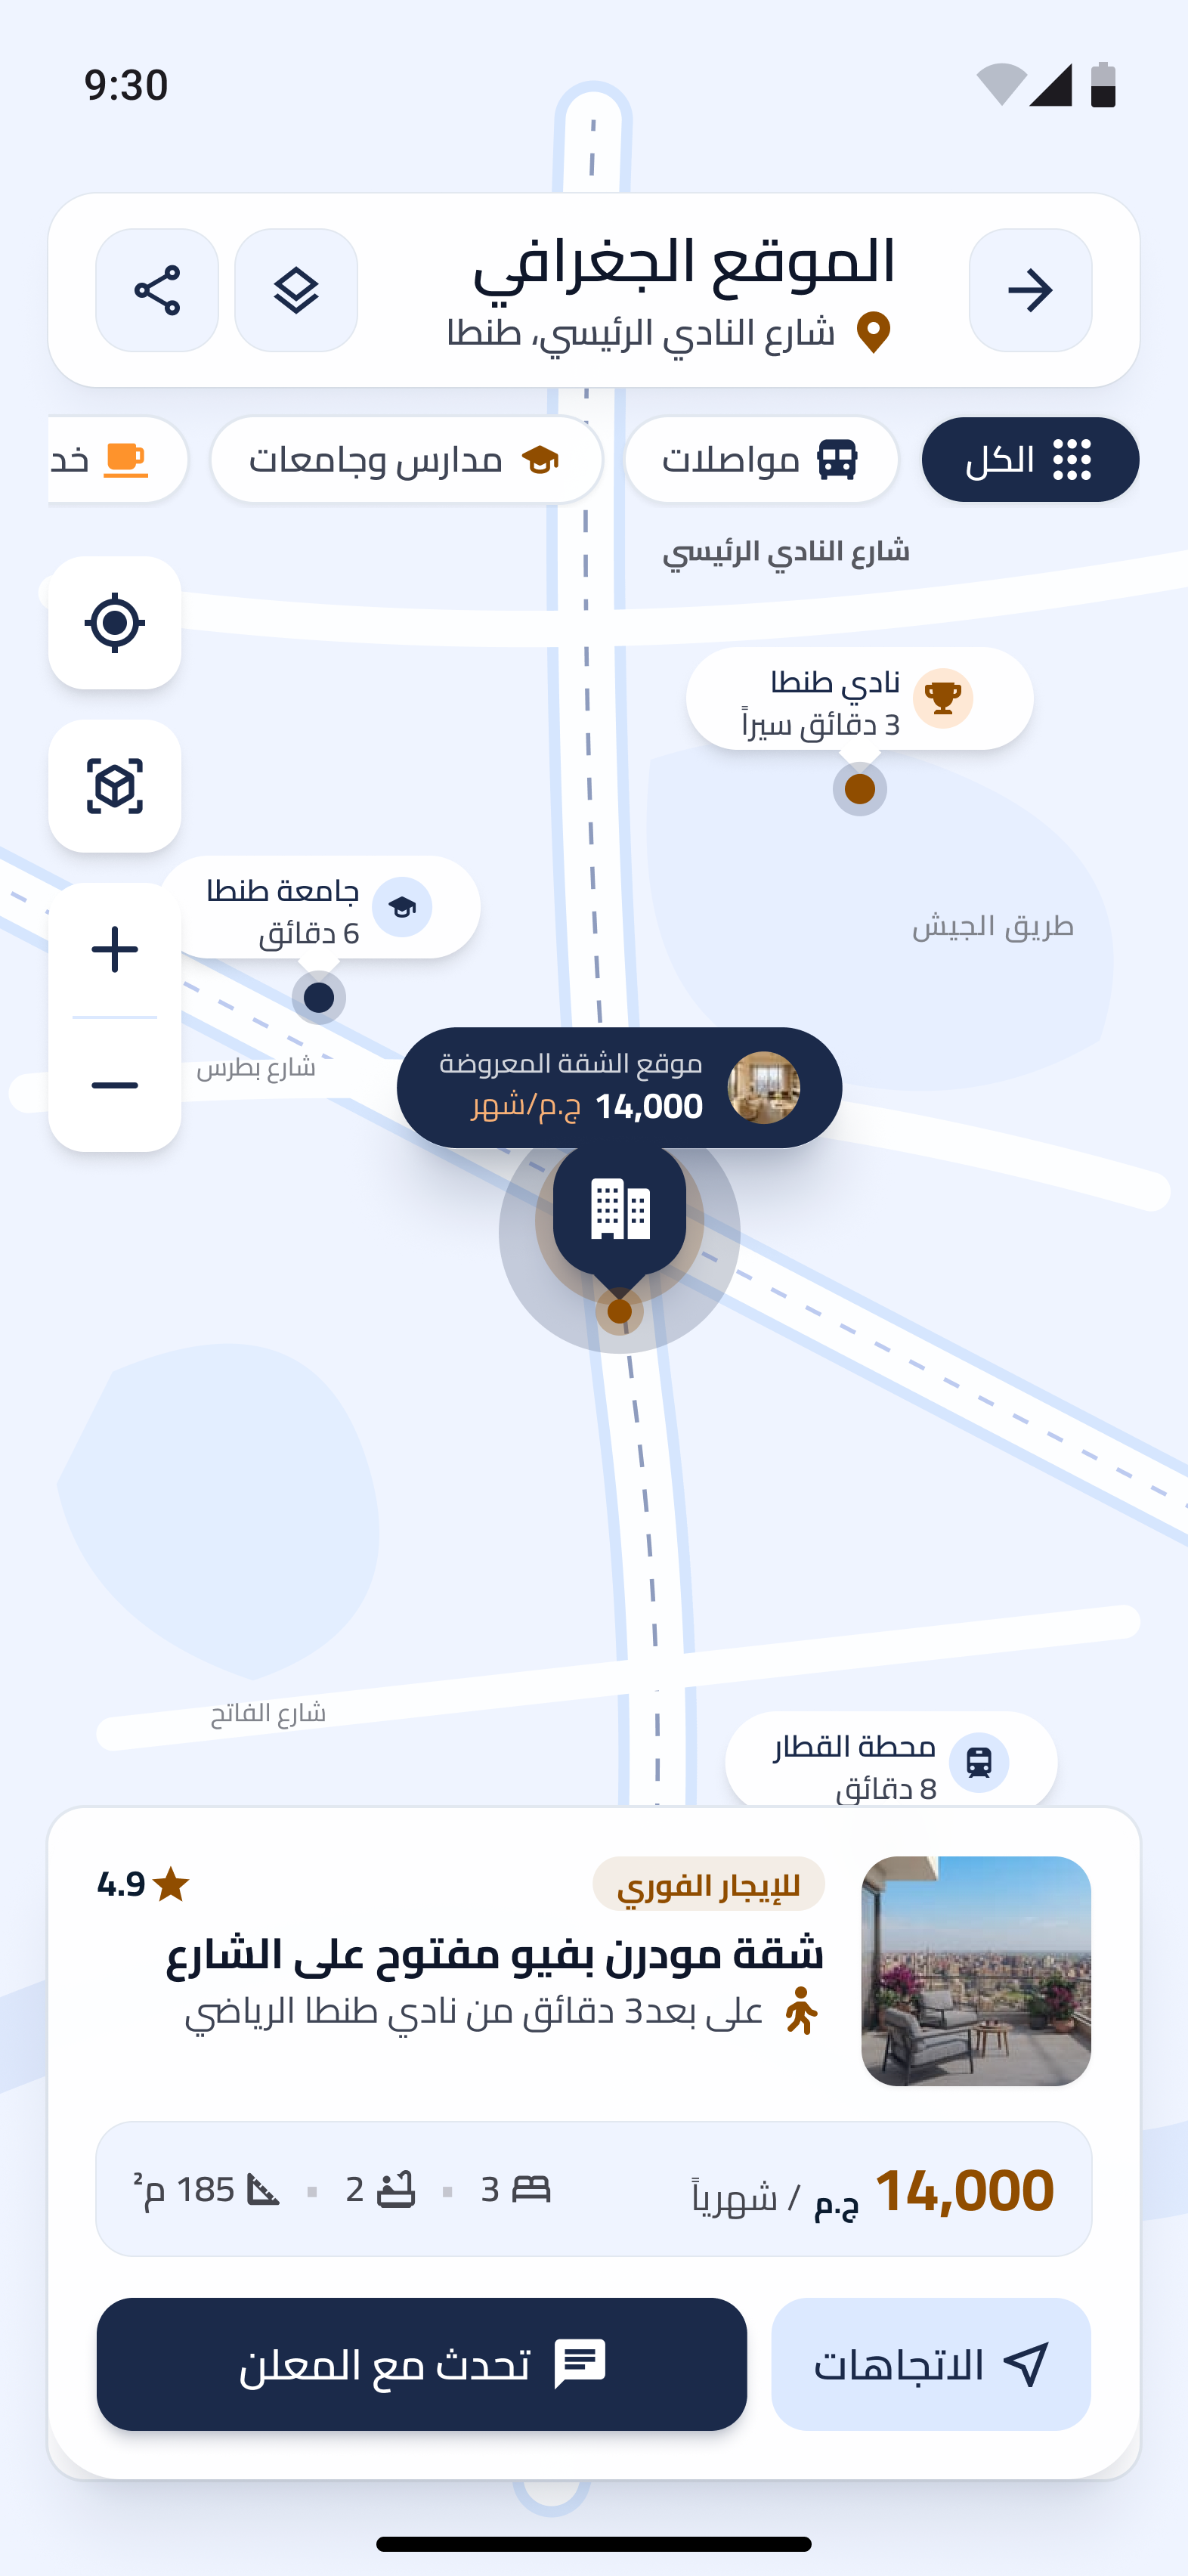 9:30
الموقع الجغرافي
شارع النادي الرئيسي، طنطا
الكل
مواصلات
مدارس وجامعات
خد
شارع النادي الرئيسي
نادي طنطا
3 دقائق سيراً
جامعة طنطا
6 دقائق
طريق الجيش
شارع بطرس
موقع الشقة المعروضة
14,000 ج.م/شهر
شارع الفاتح
محطة القطار
8 دقائق
للإيجار الفوري
4.9
شقة مودرن بفيو مفتوح على الشارع
على بعد3 دقائق من نادي طنطا الرياضي
14,000 ج.م / شهرياً
3
2
185 م²
الاتجاهات
تحدث مع المعلن